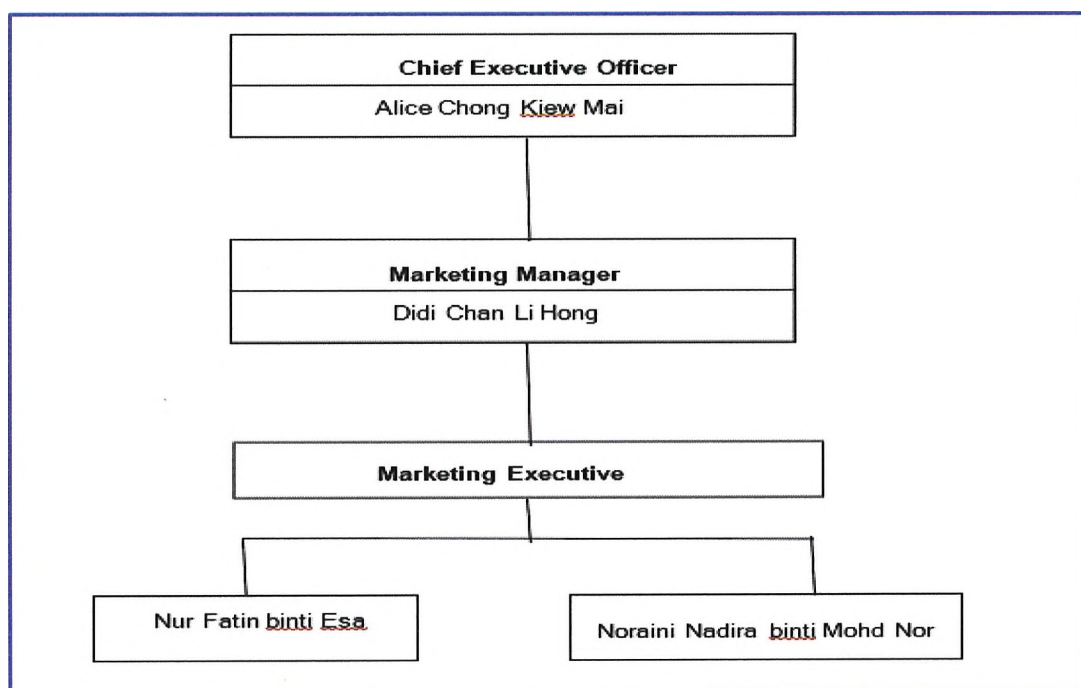 Chief Executive Officer
Alice Chong Kiew Mai
Marketing Manager
Didi Chan Li Hong
Marketing Executive
Nur Fatin binti Esa
Noraini Nadira binti Mohd Nor